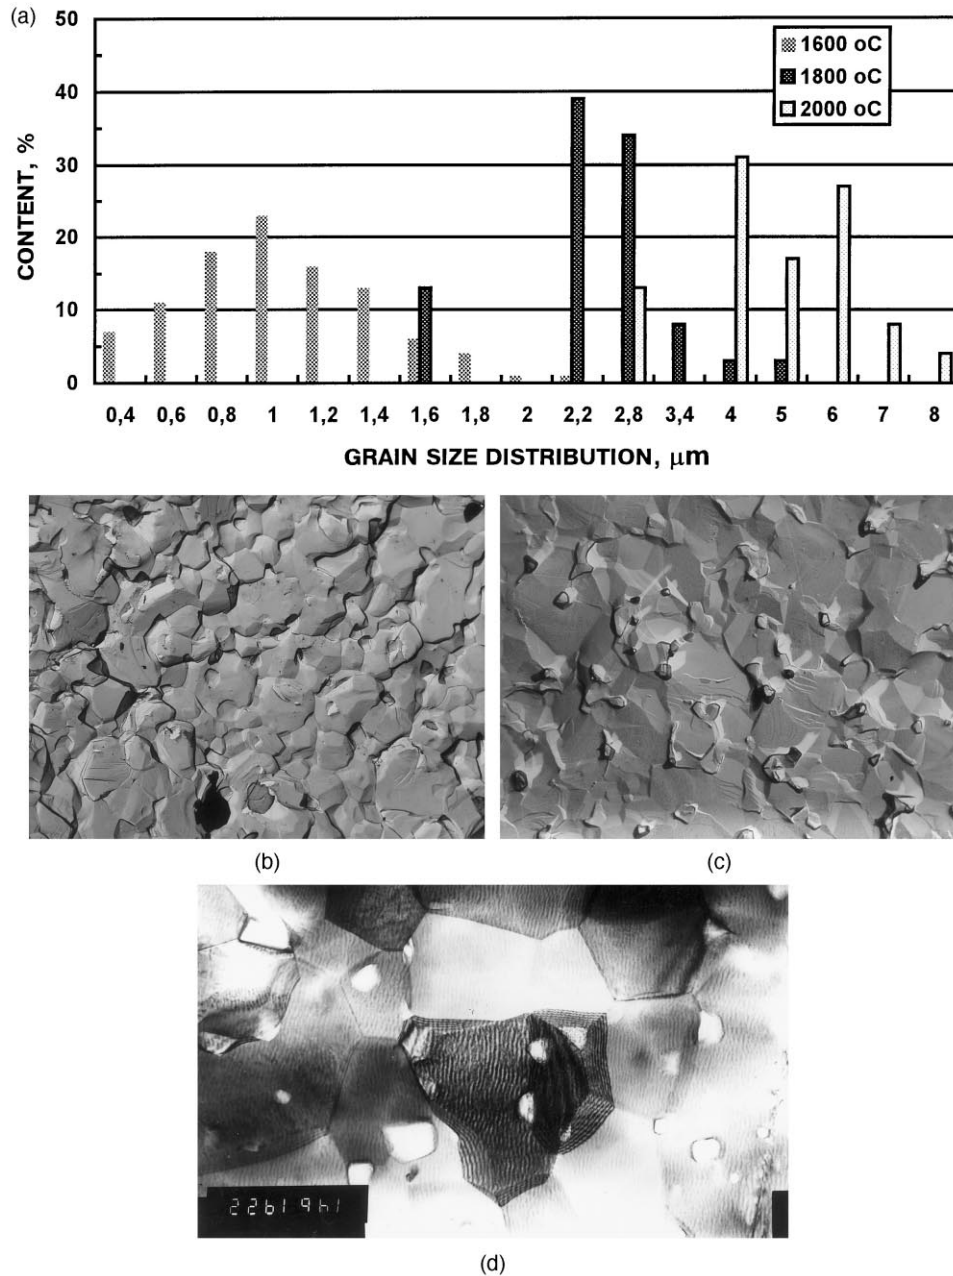 (a)
50
40
30
20
10
0
CONTENT, %
1600 oC
1800 oC
2000 oC
0,4 0,6 0,8 1 1,2 1,4 1,6 1,8 2 2,2 2,8 3,4 4 5 6 7 8
GRAIN SIZE DISTRIBUTION, μm
(b)
(c)
(d)